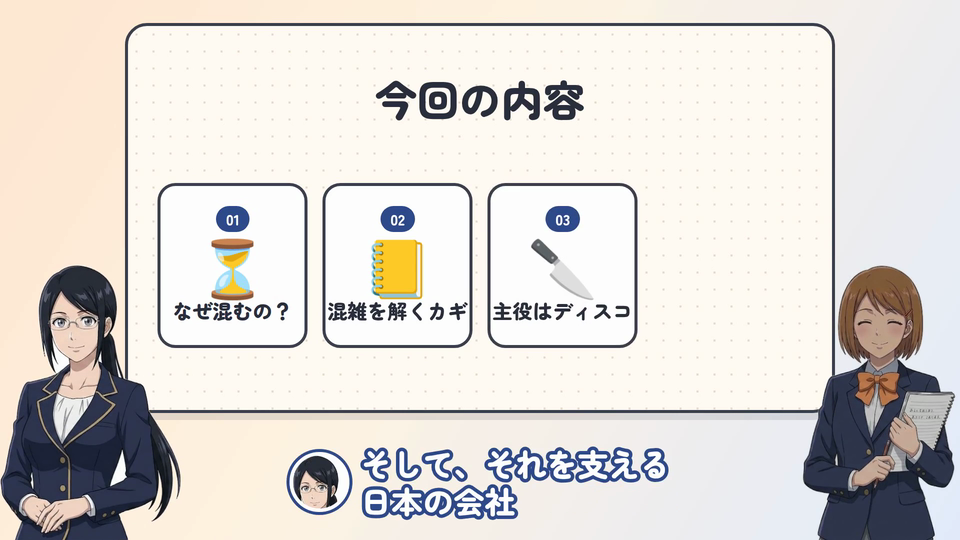 今回の内容
01
なぜ混むの？
02
混雑を解くカギ
03
主役はディスコ
そして、それを支える
日本の会社